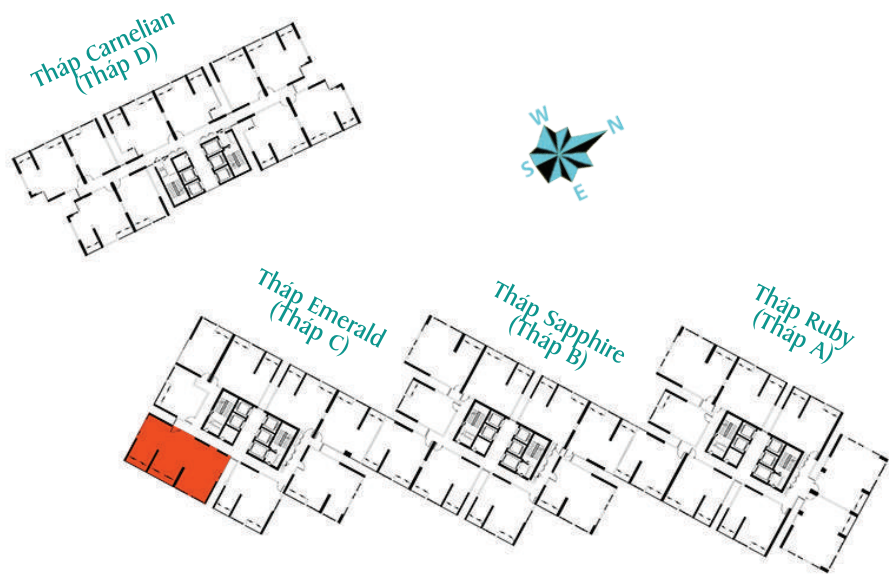 Tháp Carnelian
(Tháp D)
W
N
S
E
Tháp Emerald
(Tháp C)
Tháp Sapphire
(Tháp B)
Tháp Ruby
(Tháp A)